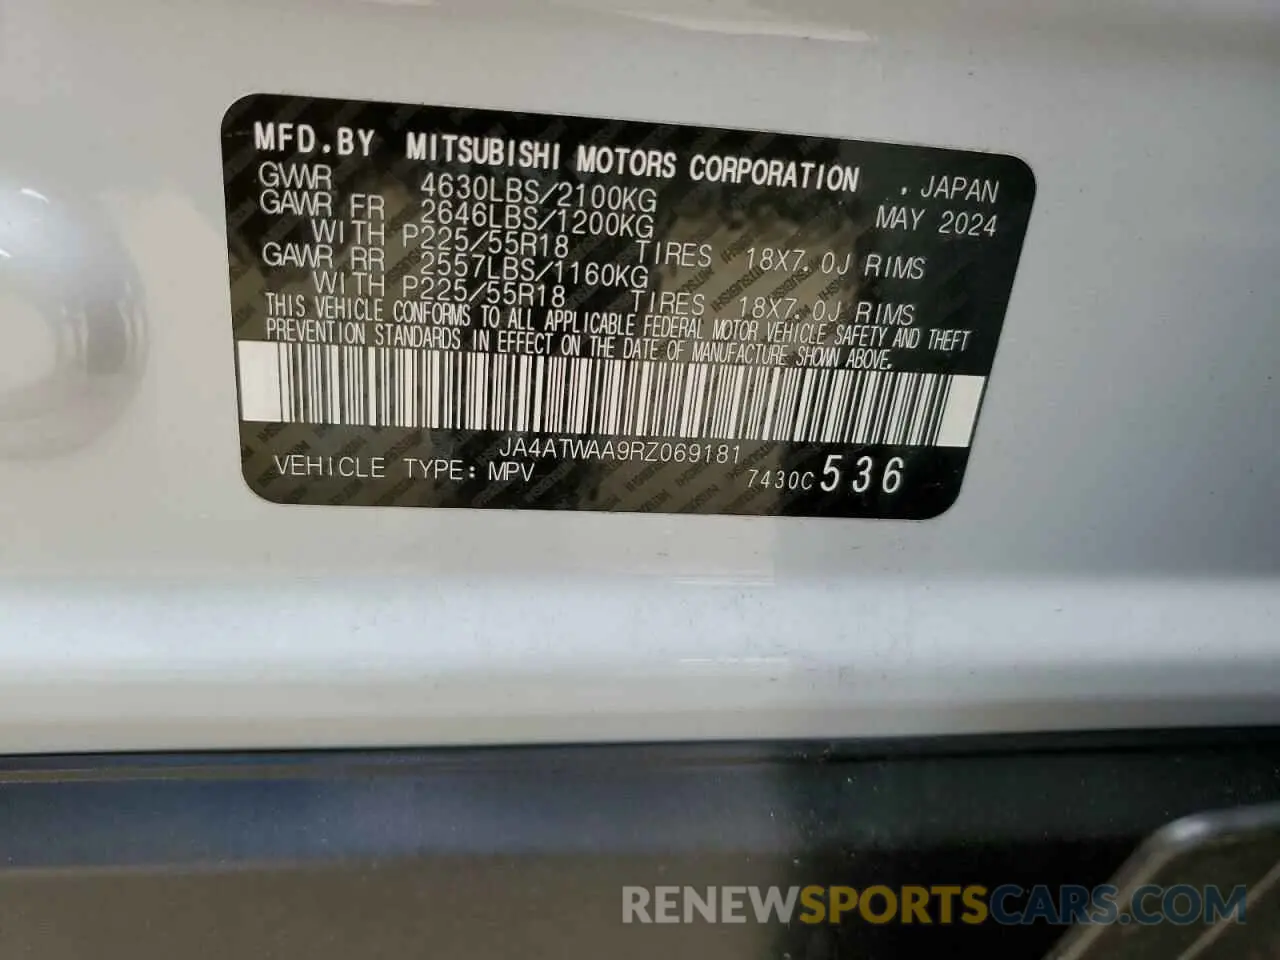 MFD.BY MITSUBISHI MOTORS CORPORATION , JAPAN
GVWR 4630LBS/2100KG MAY 2024
GAWR FR 2646LBS/1200KG
WITH P225/55R18 TIRES 18X7.0J RIMS
GAWR RR 2557LBS/1160KG
WITH P225/55R18 TIRES 18X7.0J RIMS
THIS VEHICLE CONFORMS TO ALL APPLICABLE FEDERAL MOTOR VEHICLE SAFETY AND THEFT
PREVENTION STANDARDS IN EFFECT ON THE DATE OF MANUFACTURE SHOWN ABOVE.
JA4ATWAA9RZ069181
VEHICLE TYPE: MPV 7430C 536
RENEWSPORTSCARS.COM